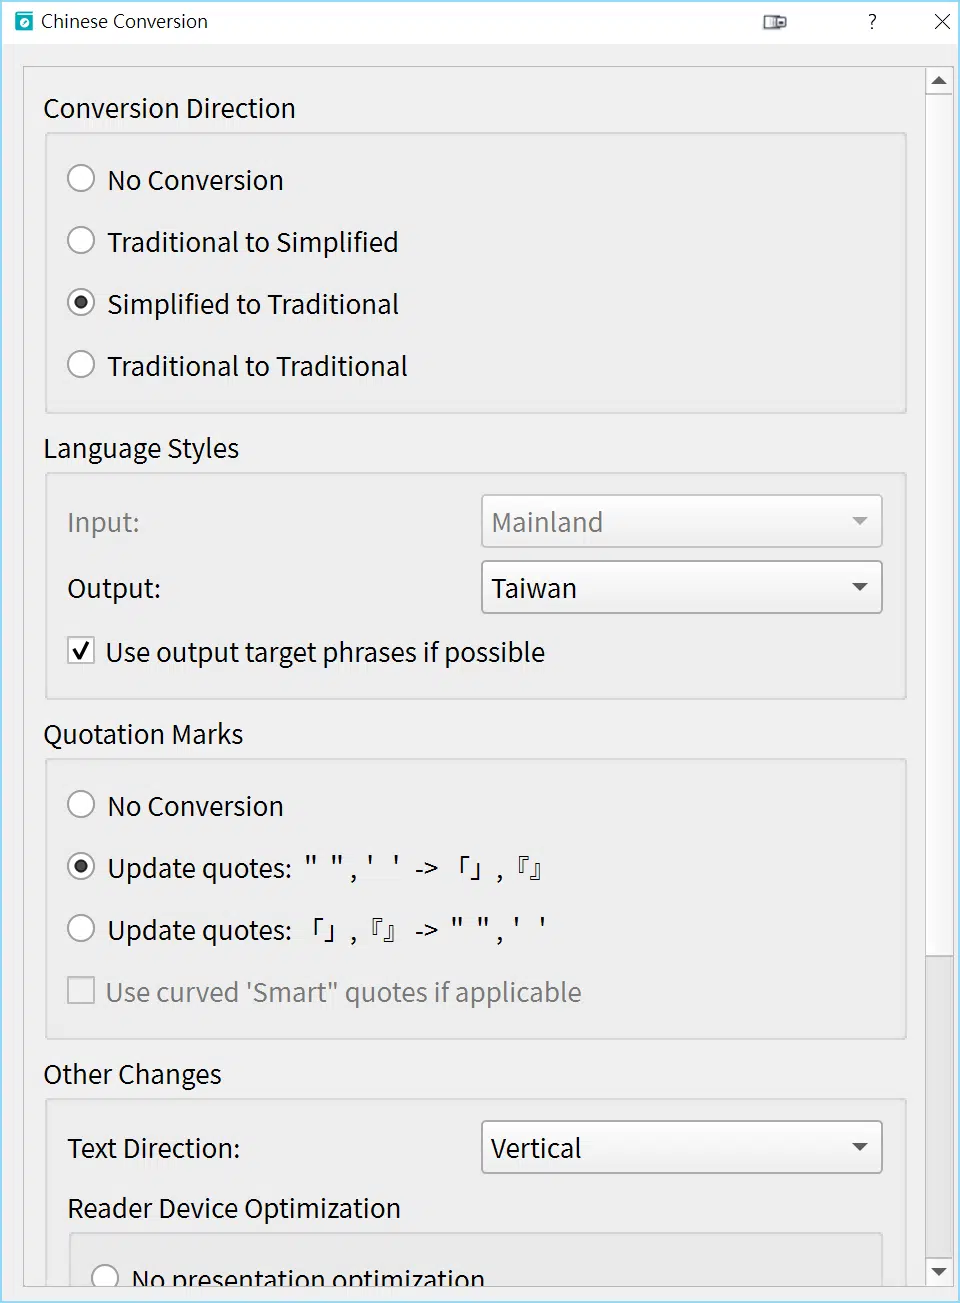 Chinese Conversion
?
Conversion Direction
No Conversion
Traditional to Simplified
Simplified to Traditional
Traditional to Traditional
Language Styles
Input: Mainland
Output: Taiwan
Use output target phrases if possible
Quotation Marks
No Conversion
Update quotes: " ", ' ' -> 「」, 『』
Update quotes: 「」, 『』 -> " ", ' '
Use curved 'Smart" quotes if applicable
Other Changes
Text Direction: Vertical
Reader Device Optimization
No presentation optimization